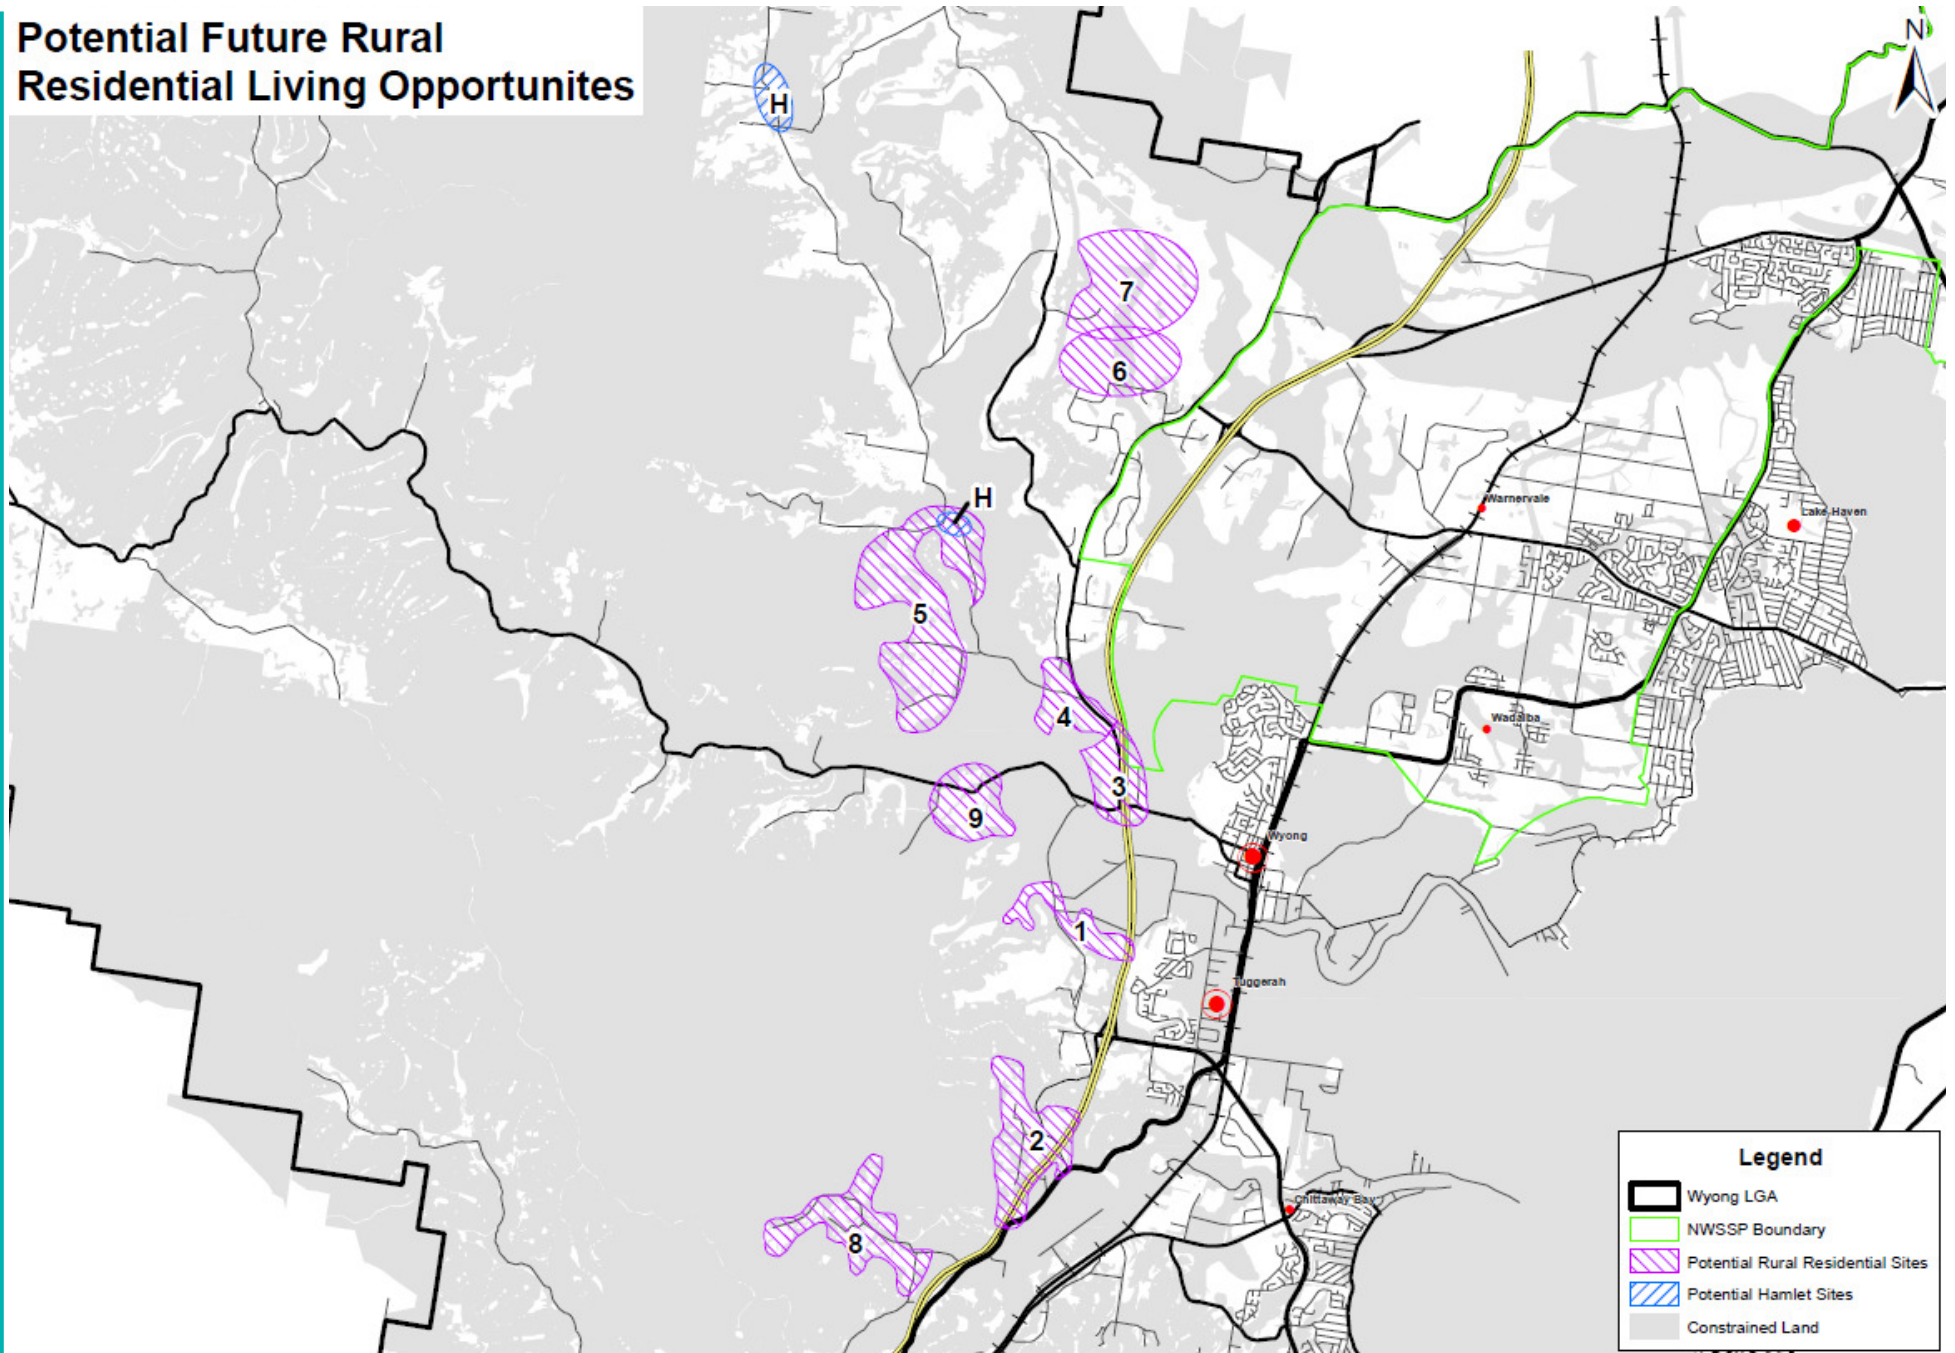 Potential Future Rural
Residential Living Opportunites
N
H
7
6
H
Warnervale
Lake Haven
5
4
Wadalba
3
9
Wyong
1
Tuggerah
2
8
Chittaway Bay
Legend
Wyong LGA
NWSSP Boundary
Potential Rural Residential Sites
Potential Hamlet Sites
Constrained Land